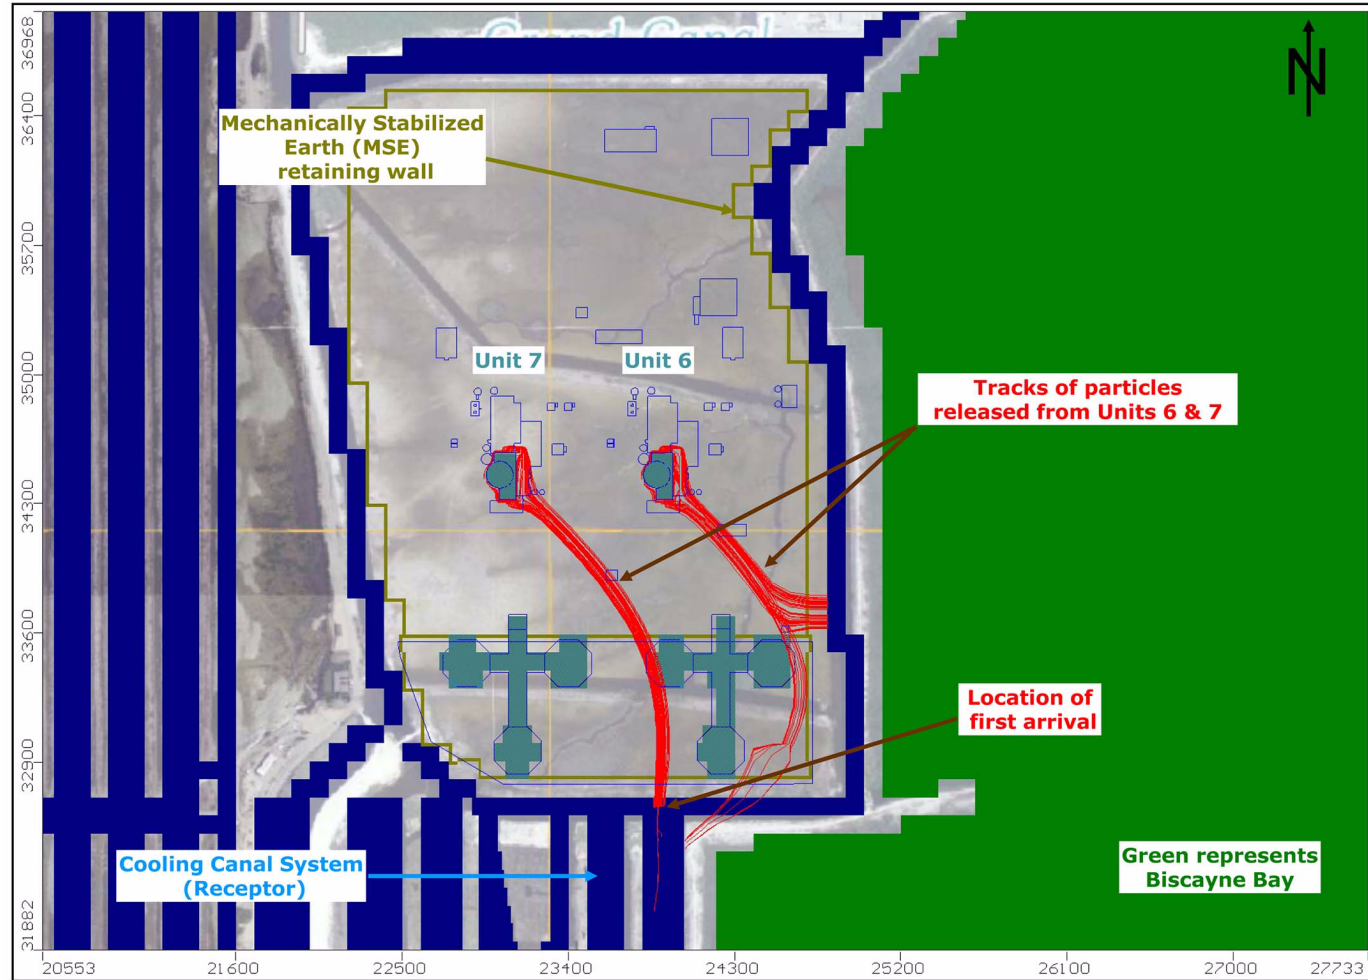 Grand Canal
N
Mechanically Stabilized
Earth (MSE)
retaining wall
Unit 7
Unit 6
Tracks of particles
released from Units 6 & 7
Location of
first arrival
Cooling Canal System
(Receptor)
Green represents
Biscayne Bay
36968
36400
35700
35000
34300
33600
32900
31882
20553
21600
22500
23400
24300
25200
26100
27000
27733